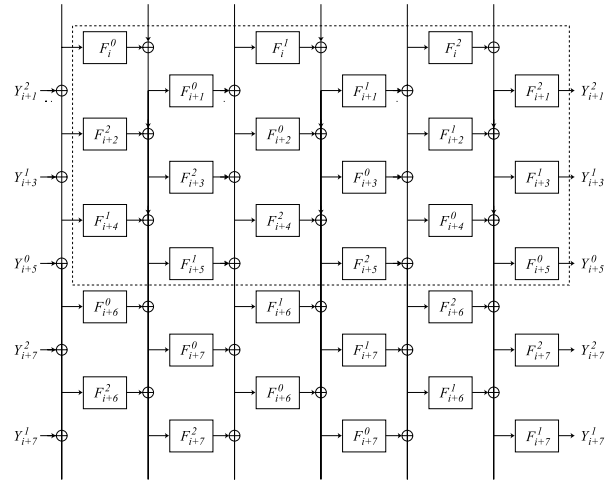 F_i^0 F_i^1 F_i^2
Y_{i+1}^2 F_{i+1}^0 F_{i+1}^1 F_{i+1}^2 Y_{i+1}^2
F_{i+2}^2 F_{i+2}^0 F_{i+2}^1
Y_{i+3}^1 F_{i+3}^2 F_{i+3}^0 F_{i+3}^1 Y_{i+3}^1
F_{i+4}^1 F_{i+4}^2 F_{i+4}^0
Y_{i+5}^0 F_{i+5}^1 F_{i+5}^2 F_{i+5}^0 Y_{i+5}^0
F_{i+6}^0 F_{i+6}^1 F_{i+6}^2
Y_{i+7}^2 F_{i+7}^0 F_{i+7}^1 F_{i+7}^2 Y_{i+7}^2
F_{i+6}^2 F_{i+6}^0 F_{i+6}^1
Y_{i+7}^1 F_{i+7}^2 F_{i+7}^0 F_{i+7}^1 Y_{i+7}^1